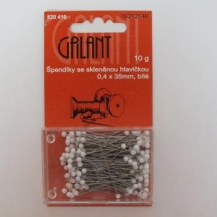 920 410
GALANT
10 g
Špendlíky se skleněnou hlavičkou
0,4 x 35mm, bílé